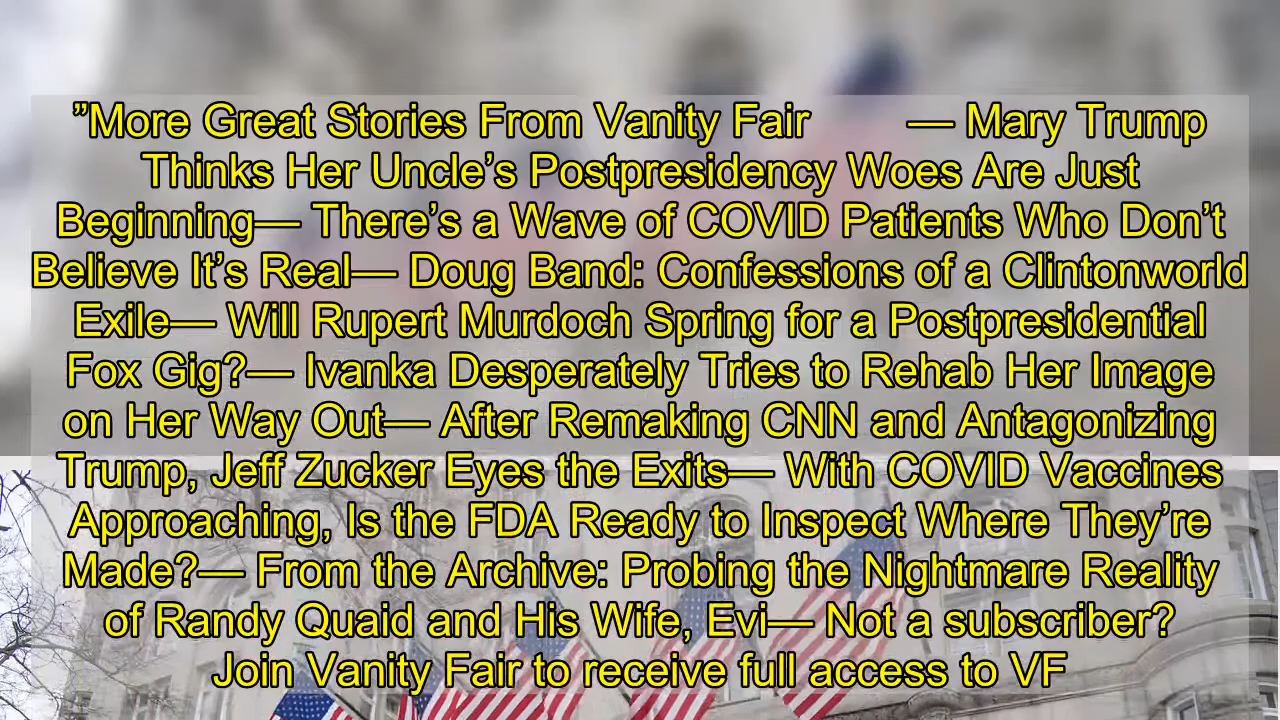 ”More Great Stories From Vanity Fair — Mary Trump
Thinks Her Uncle’s Postpresidency Woes Are Just
Beginning— There’s a Wave of COVID Patients Who Don’t
Believe It’s Real— Doug Band: Confessions of a Clintonworld
Exile— Will Rupert Murdoch Spring for a Postpresidential
Fox Gig?— Ivanka Desperately Tries to Rehab Her Image
on Her Way Out— After Remaking CNN and Antagonizing
Trump, Jeff Zucker Eyes the Exits— With COVID Vaccines
Approaching, Is the FDA Ready to Inspect Where They’re
Made?— From the Archive: Probing the Nightmare Reality
of Randy Quaid and His Wife, Evi— Not a subscriber?
Join Vanity Fair to receive full access to VF